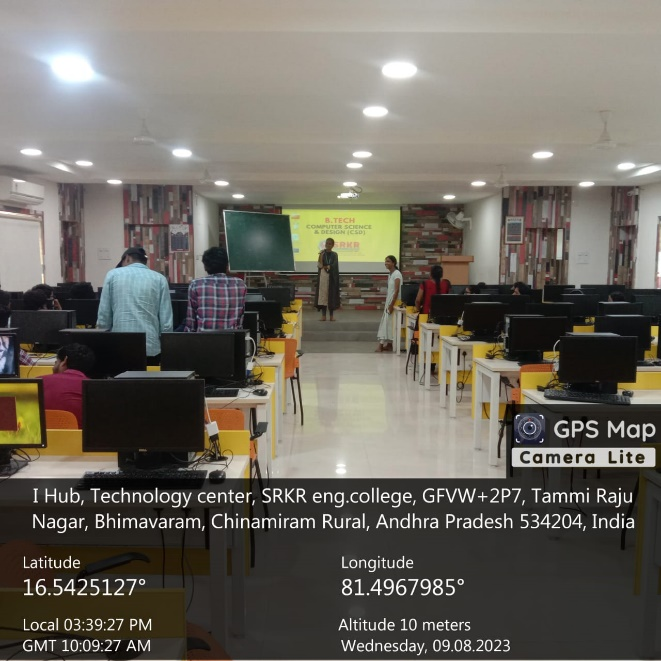 B.TECH
COMPUTER SCIENCE
& DESIGN (CSD)
SRKR
GPS Map
Camera Lite
I Hub, Technology center, SRKR eng.college, GFVW+2P7, Tammi Raju
Nagar, Bhimavaram, Chinamiram Rural, Andhra Pradesh 534204, India
Latitude
16.5425127°
Longitude
81.4967985°
Local 03:39:27 PM
GMT 10:09:27 AM
Altitude 10 meters
Wednesday, 09.08.2023